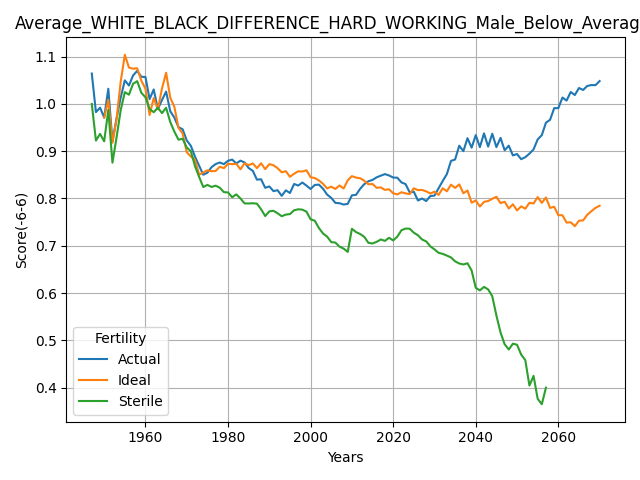 Average_WHITE_BLACK_DIFFERENCE_HARD_WORKING_Male_Below_Averag
Score(-6-6)
1.1
1.0
0.9
0.8
0.7
0.6
0.5
0.4
Fertility
Actual
Ideal
Sterile
1960 1980 2000 2020 2040 2060
Years